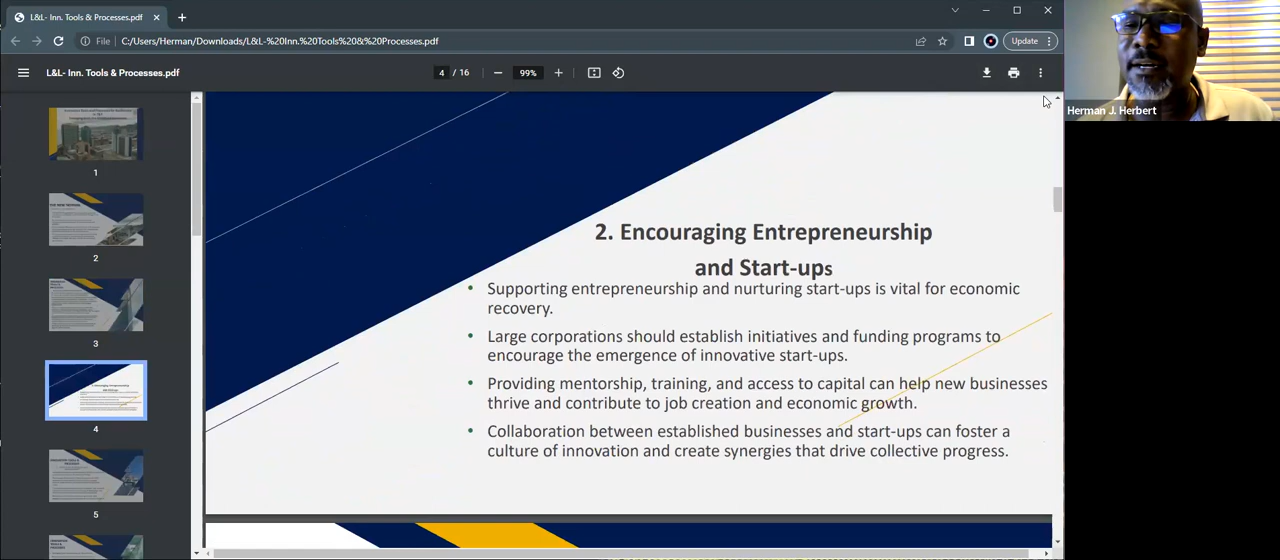 L&L- Inn. Tools & Processes.pdf
File
C:/Users/Herman/Downloads/L&L-%20Inn.%20Tools%20&%20Processes.pdf
Update
L&L- Inn. Tools & Processes.pdf
4 / 16
99%
Herman J. Herbert
1
2
3
4
5
2. Encouraging Entrepreneurship
and Start-ups
• Supporting entrepreneurship and nurturing start-ups is vital for economic
recovery.
• Large corporations should establish initiatives and funding programs to
encourage the emergence of innovative start-ups.
• Providing mentorship, training, and access to capital can help new businesses
thrive and contribute to job creation and economic growth.
• Collaboration between established businesses and start-ups can foster a
culture of innovation and create synergies that drive collective progress.